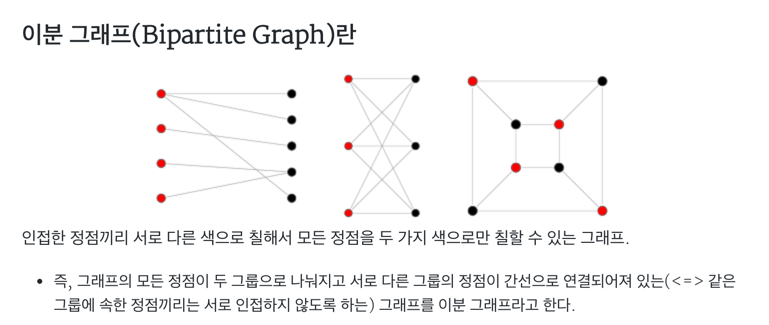 이분 그래프(Bipartite Graph)란
인접한 정점끼리 서로 다른 색으로 칠해서 모든 정점을 두 가지 색으로만 칠할 수 있는 그래프.
• 즉, 그래프의 모든 정점이 두 그룹으로 나눠지고 서로 다른 그룹의 정점이 간선으로 연결되어져 있는(<=> 같은
그룹에 속한 정점끼리는 서로 인접하지 않도록 하는) 그래프를 이분 그래프라고 한다.